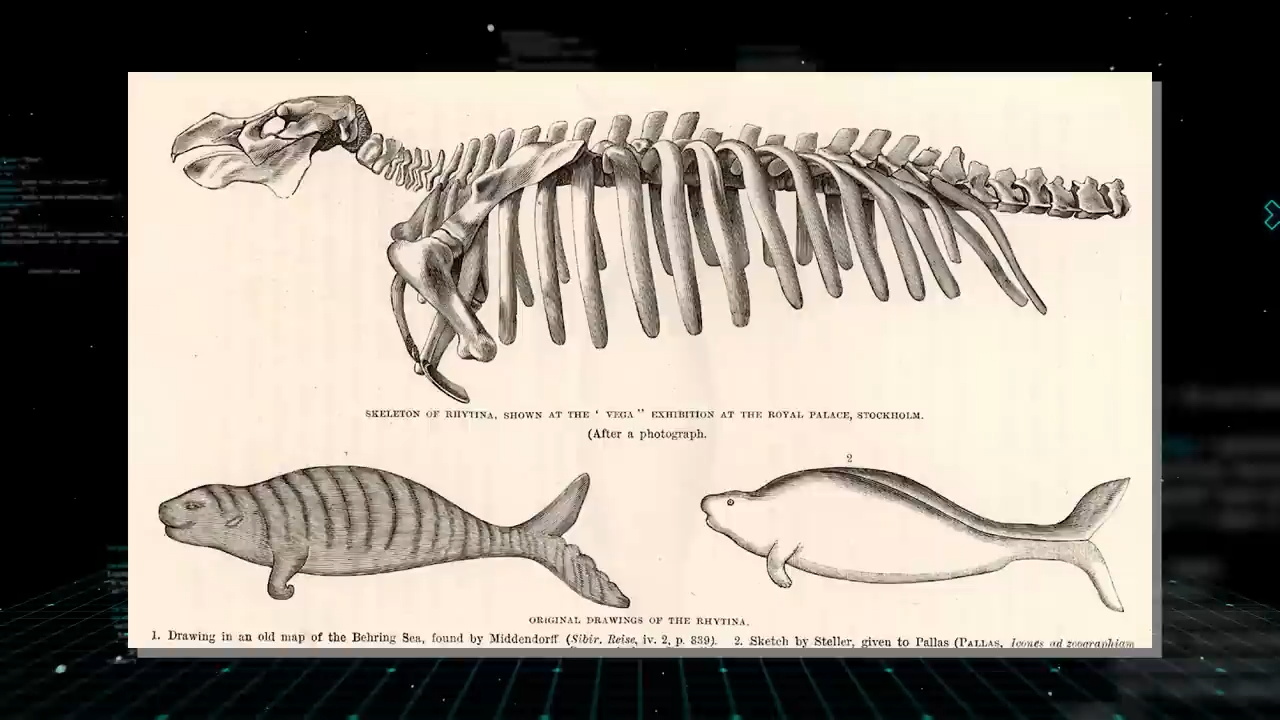 SKELETON OF RHYTINA, SHOWN AT THE ‘ VEGA ” EXHIBITION AT THE ROYAL PALACE, STOCKHOLM.
(After a photograph.
2
ORIGINAL DRAWINGS OF THE RHYTINA.
1. Drawing in an old map of the Behring Sea, found by Middendorff (Sibir. Reise, iv. 2, p. 839). 2. Sketch by Steller, given to Pallas (PALLAS, Icones ad zoographiam